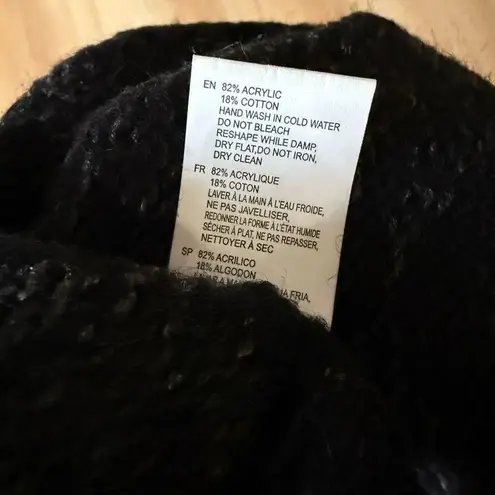 EN 82% ACRYLIC
18% COTTON
HAND WASH IN COLD WATER
DO NOT BLEACH
RESHAPE WHILE DAMP,
DRY FLAT,DO NOT IRON,
DRY CLEAN
FR 82% ACRYLIQUE
18% COTON
LAVER À LA MAIN À L'EAU FROIDE,
NE PAS JAVELLISER,
REDONNER LA FORME À L'ÉTAT HUMIDE
SÉCHER À PLAT, NE PAS REPASSER,
NETTOYER À SEC
SP 82% ACRILICO
18% ALGODON
FRIA,